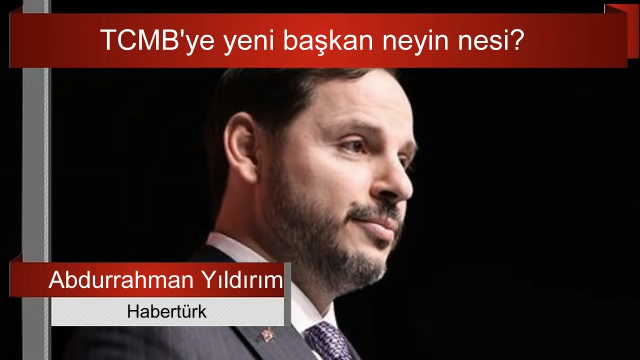 TCMB'ye yeni başkan neyin nesi?
Abdurrahman Yıldırım
Habertürk